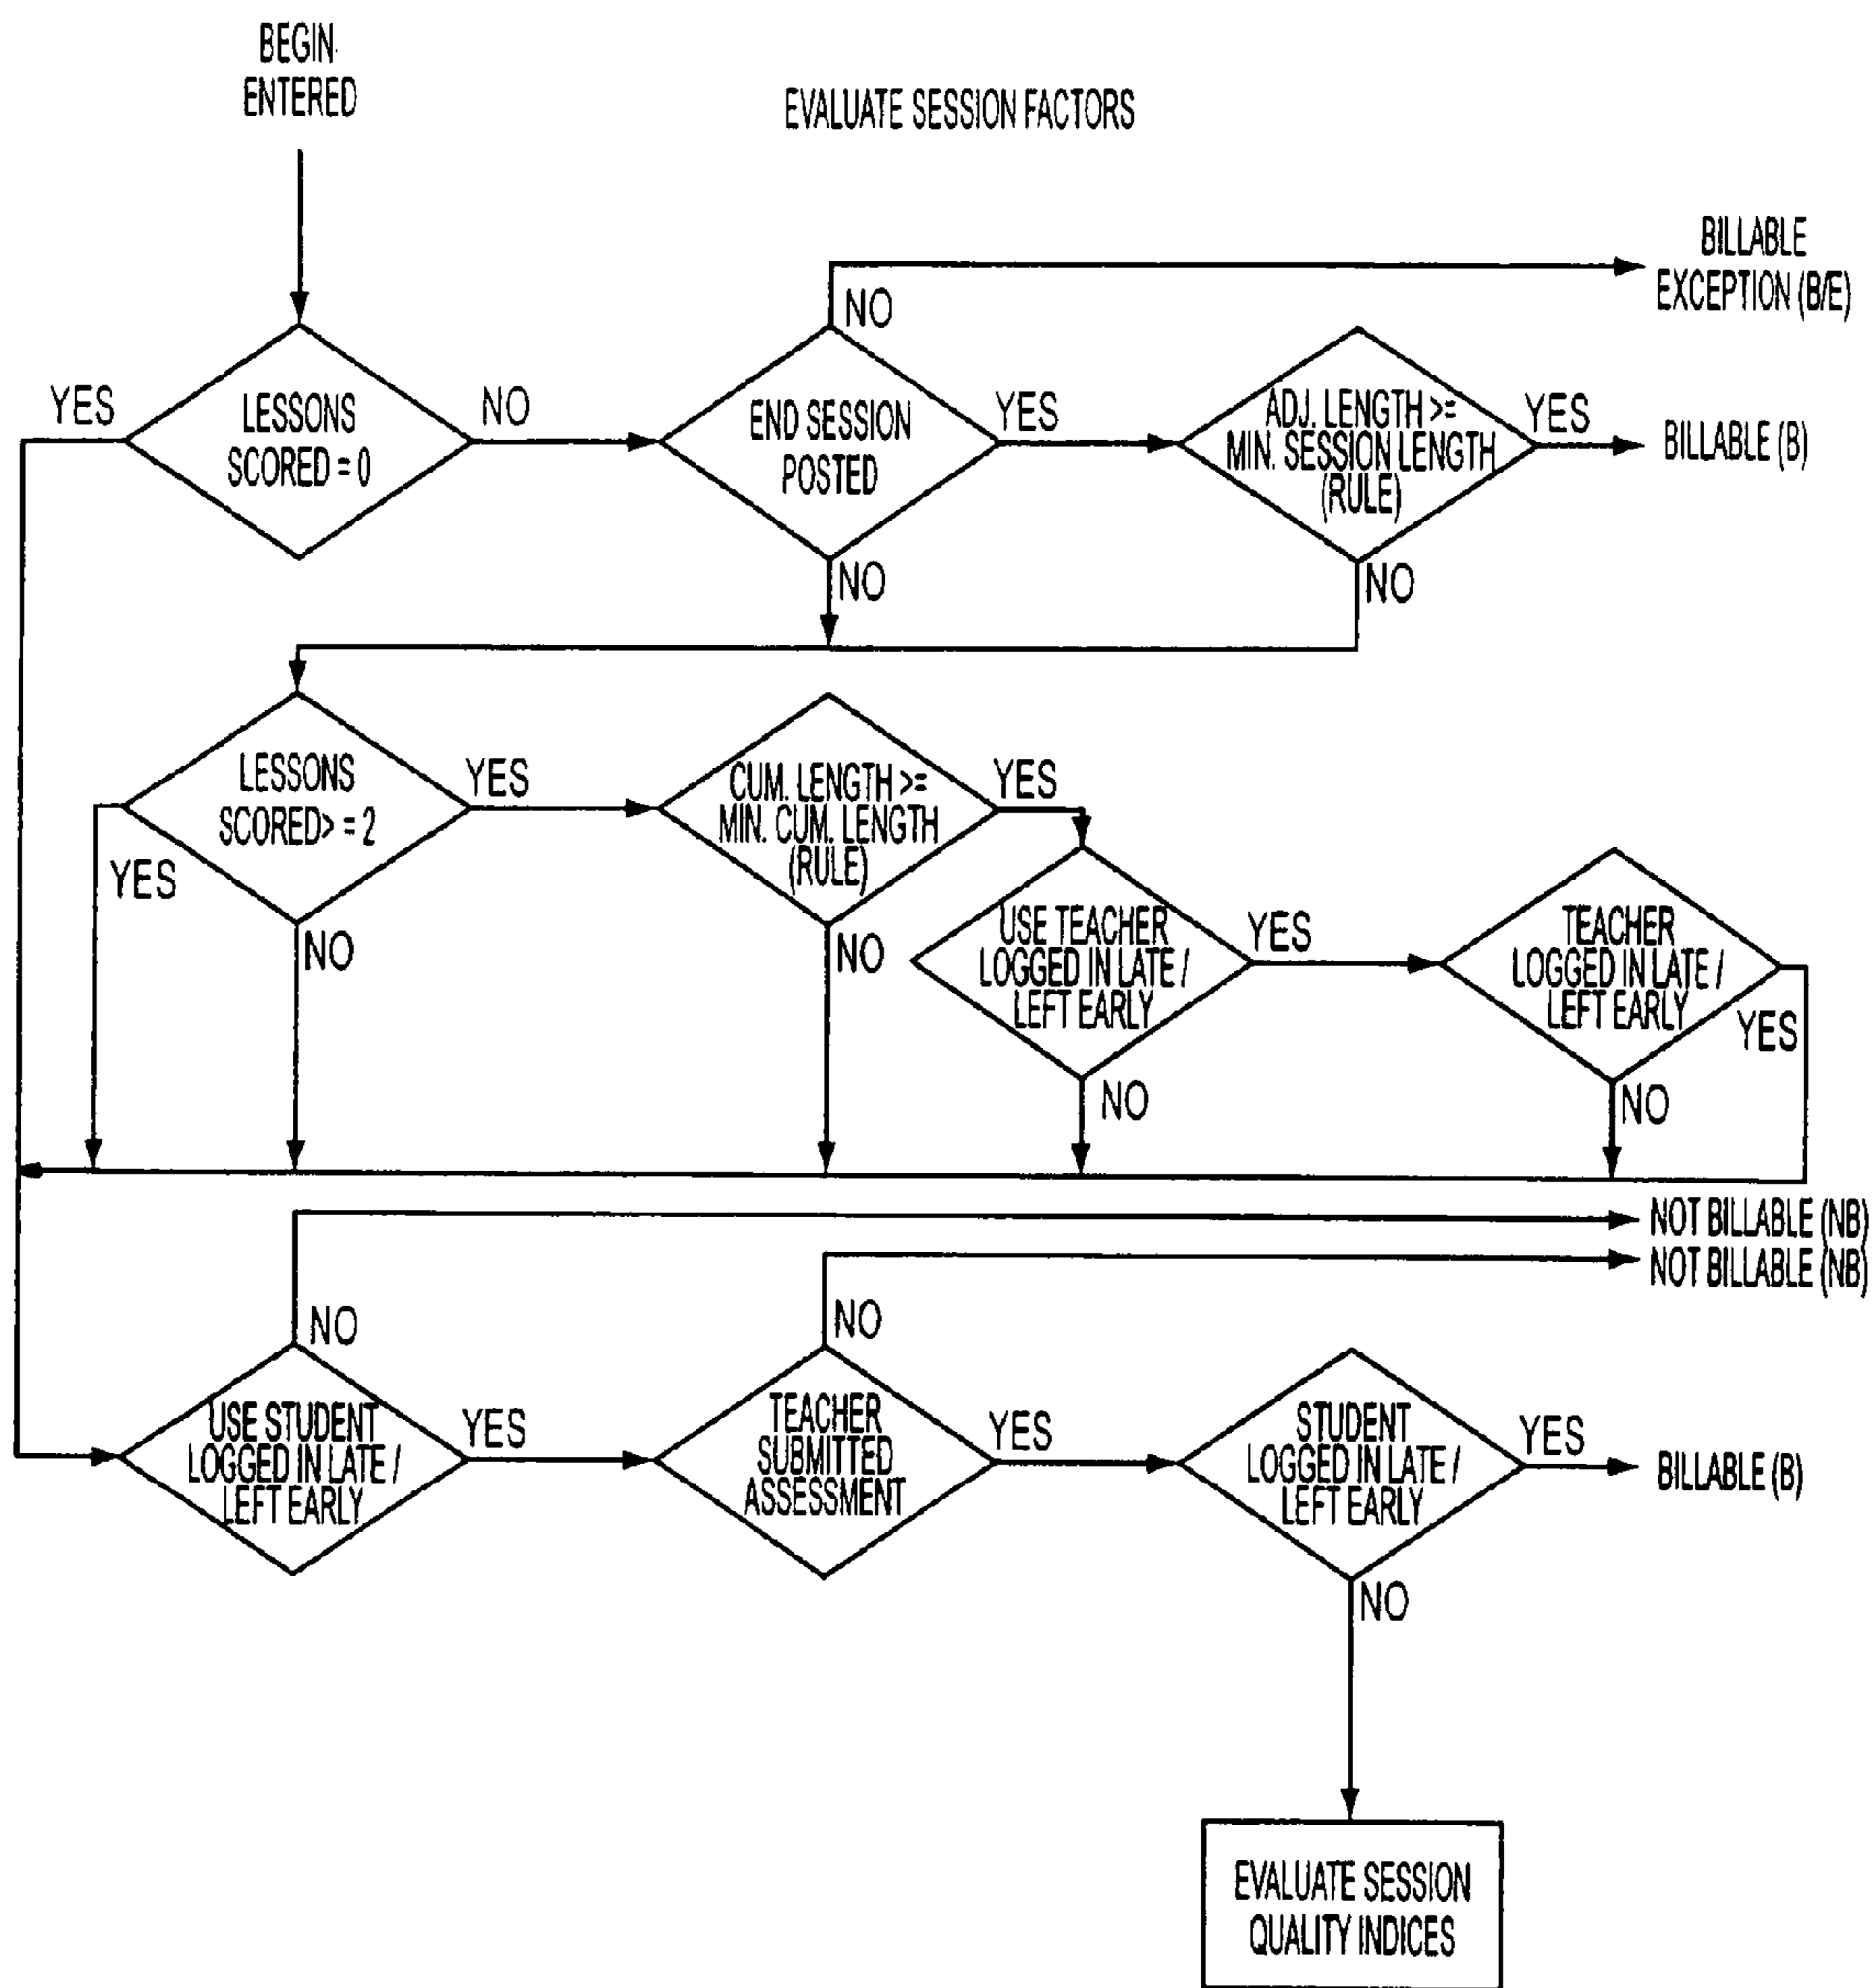 BEGIN
ENTERED
EVALUATE SESSION FACTORS
BILLABLE
EXCEPTION (B/E)
NO
YES
LESSONS
SCORED = 0
NO
END SESSION
POSTED
YES
ADJ. LENGTH >=
MIN. SESSION LENGTH
(RULE)
YES
BILLABLE (B)
NO
NO
LESSONS
SCORED> = 2
YES
CUM. LENGTH >=
MIN. CUM. LENGTH
(RULE)
YES
YES
NO
NO
USE TEACHER
LOGGED IN LATE /
LEFT EARLY
YES
TEACHER
LOGGED IN LATE /
LEFT EARLY
YES
NO
NO
NOT BILLABLE (NB)
NOT BILLABLE (NB)
NO
NO
USE STUDENT
LOGGED IN LATE /
LEFT EARLY
YES
TEACHER
SUBMITTED
ASSESSMENT
YES
STUDENT
LOGGED IN LATE /
LEFT EARLY
YES
BILLABLE (B)
NO
EVALUATE SESSION
QUALITY INDICES